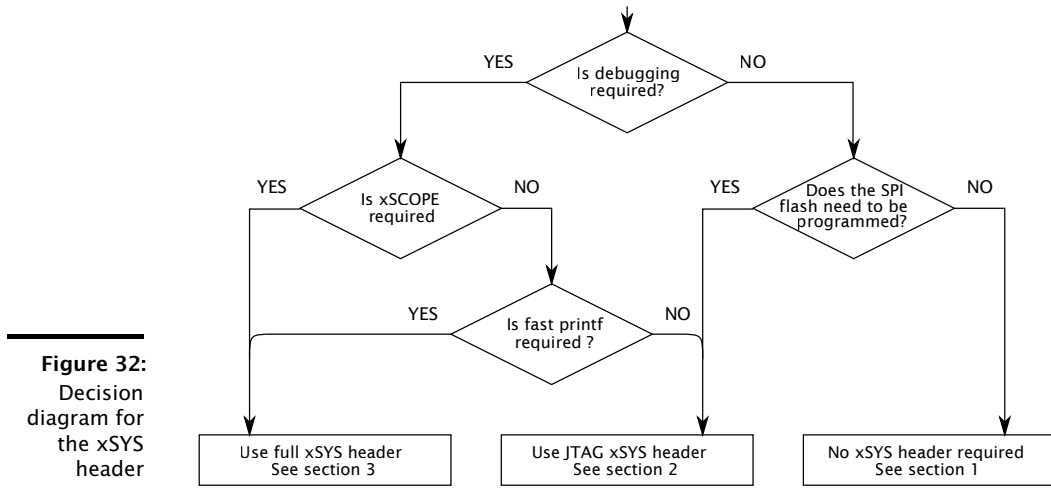 YES
Is debugging
required?
NO
YES
Is xSCOPE
required
NO
YES
Does the SPI
flash need to be
programmed?
NO
YES
Is fast printf
required ?
NO
Figure 32:
Decision
diagram for
the xSYS
header
Use full xSYS header
See section 3
Use JTAG xSYS header
See section 2
No xSYS header required
See section 1